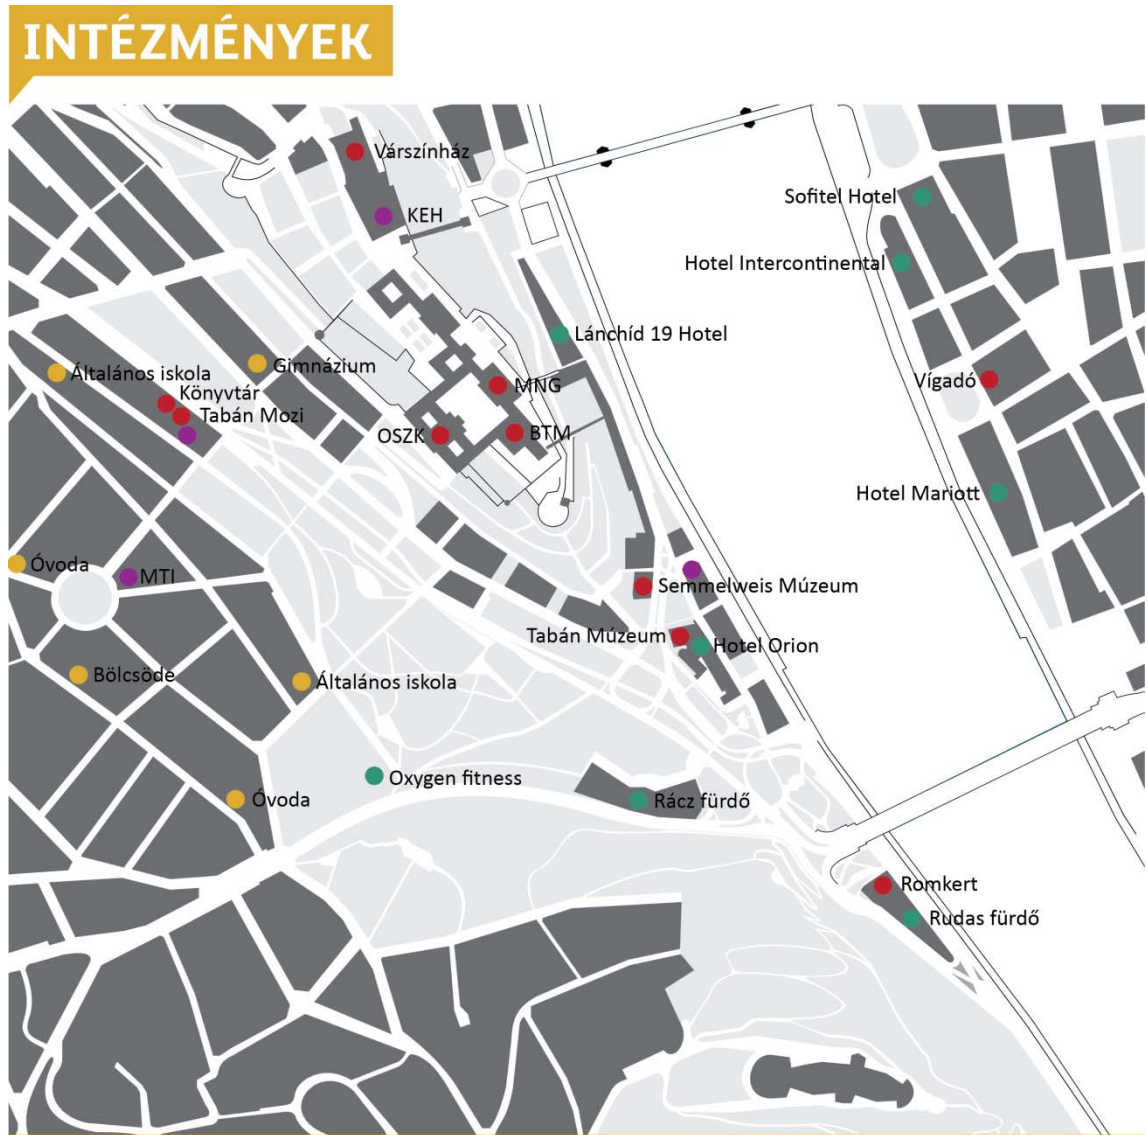 INTÉZMÉNYEK
Várszínház
Sofitel Hotel
KEH
Hotel Intercontinental
Lánchíd 19 Hotel
Gimnázium
Általános iskola
Vígadó
MNG
Könyvtár
Tabán Mozi
OSZK
BTM
Hotel Mariott
Óvoda
MTI
Semmelweis Múzeum
Tabán Múzeum
Hotel Orion
Bölcsöde
Általános iskola
Oxygen fitness
Óvoda
Rácz fürdő
Romkert
Rudas fürdő